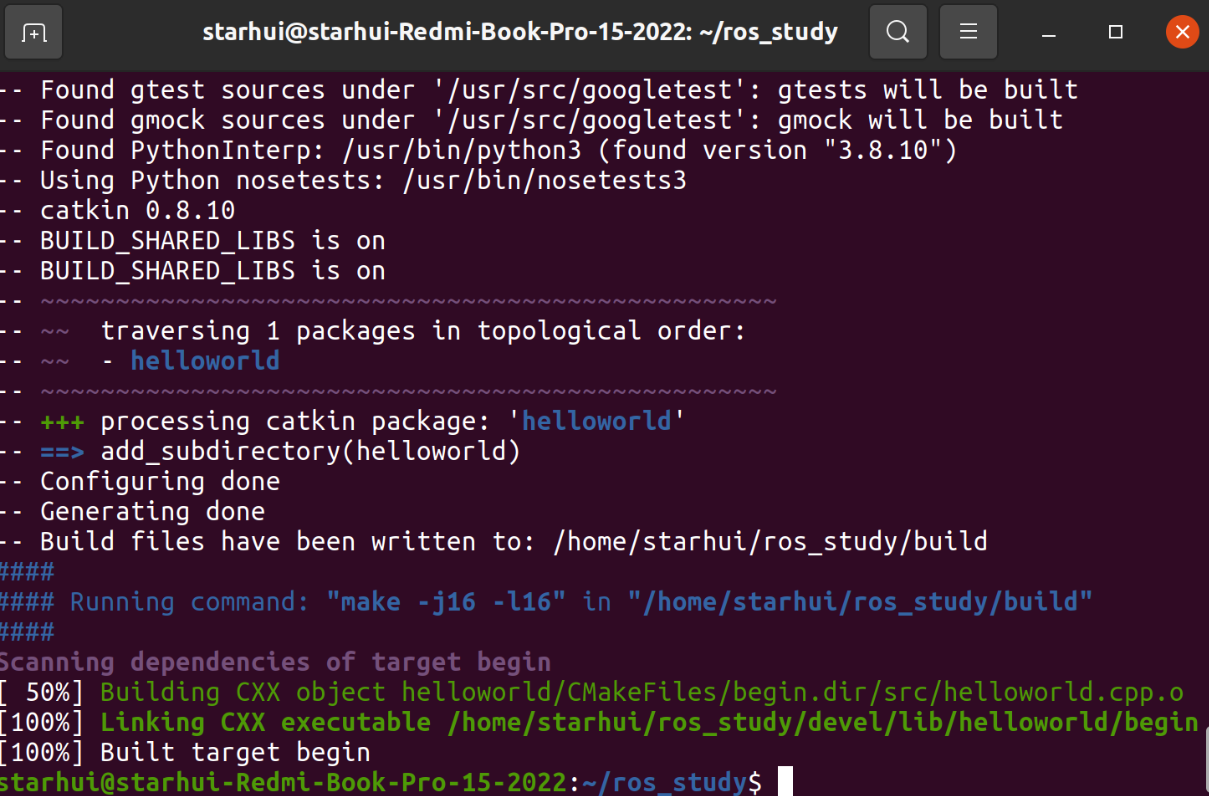 starhui@starhui-Redmi-Book-Pro-15-2022: ~/ros_study
-- Found gtest sources under '/usr/src/googletest': gtests will be built
-- Found gmock sources under '/usr/src/googletest': gmock will be built
-- Found PythonInterp: /usr/bin/python3 (found version "3.8.10")
-- Using Python nosetests: /usr/bin/nosetests3
-- catkin 0.8.10
-- BUILD_SHARED_LIBS is on
-- BUILD_SHARED_LIBS is on
-- ~~~~~~~~~~~~~~~~~~~~~~~~~~~~~~~~~~~~~~~~~~~~~~~~~
-- ~~  traversing 1 packages in topological order:
-- ~~  - helloworld
-- ~~~~~~~~~~~~~~~~~~~~~~~~~~~~~~~~~~~~~~~~~~~~~~~~~
-- +++ processing catkin package: 'helloworld'
-- ==> add_subdirectory(helloworld)
-- Configuring done
-- Generating done
-- Build files have been written to: /home/starhui/ros_study/build
####
#### Running command: "make -j16 -l16" in "/home/starhui/ros_study/build"
####
Scanning dependencies of target begin
[ 50%] Building CXX object helloworld/CMakeFiles/begin.dir/src/helloworld.cpp.o
[100%] Linking CXX executable /home/starhui/ros_study/devel/lib/helloworld/begin
[100%] Built target begin
starhui@starhui-Redmi-Book-Pro-15-2022:~/ros_study$